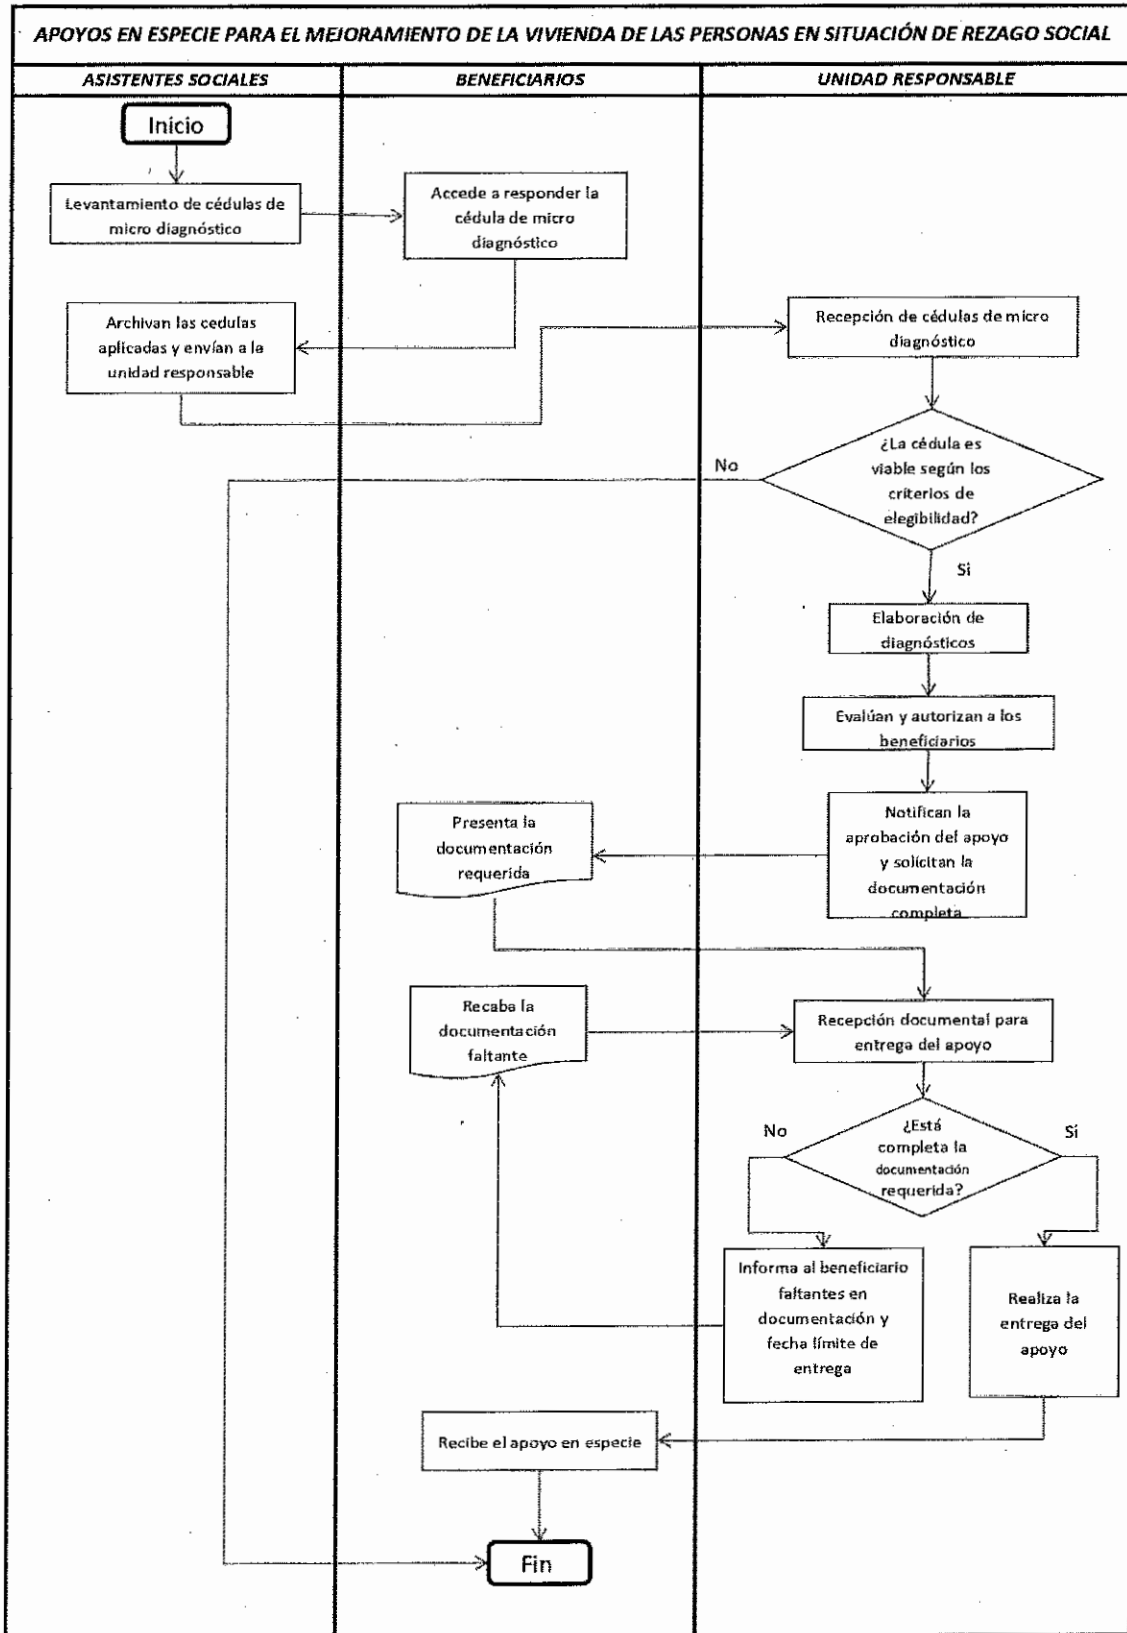 APOYOS EN ESPECIE PARA EL MEJORAMIENTO DE LA VIVIENDA DE LAS PERSONAS EN SITUACIÓN DE REZAGO SOCIAL
ASISTENTES SOCIALES
BENEFICIARIOS
UNIDAD RESPONSABLE
Inicio
Levantamiento de cédulas de
micro diagnóstico
Accede a responder la
cédula de micro
diagnóstico
Archivan las cedulas
aplicadas y envían a la
unidad responsable
Recepción de cédulas de micro
diagnóstico
¿La cédula es
viable según los
criterios de
elegibilidad?
No
Si
Elaboración de
diagnósticos
Evalúan y autorizan a los
beneficiarios
Notifican la
aprobación del apoyo
y solicitan la
documentación
completa
Presenta la
documentación
requerida
Recaba la
documentación
faltante
Recepción documental para
entrega del apoyo
¿Está
completa la
documentación
requerida?
No
Sí
Informa al beneficiario
faltantes en
documentación y
fecha límite de
entrega
Realiza la
entrega del
apoyo
Recibe el apoyo en especie
Fin